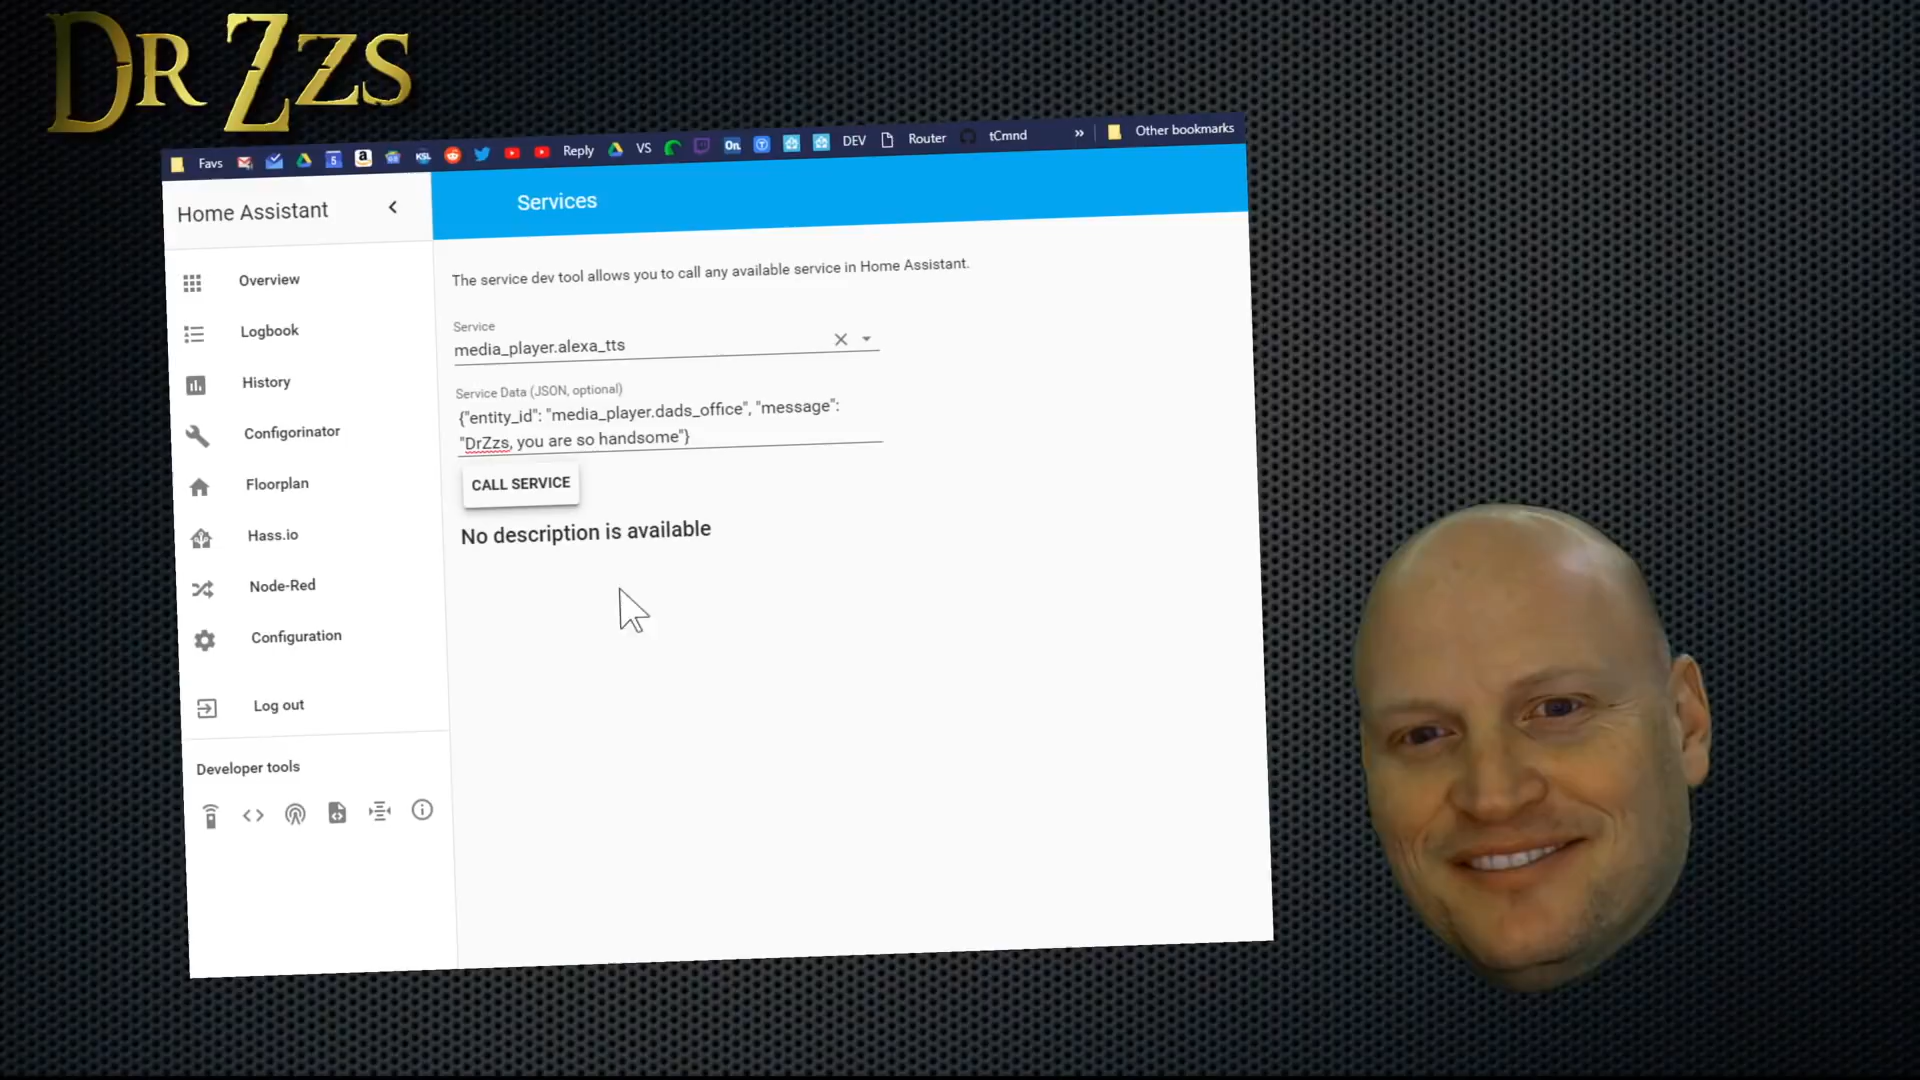 DR ZZS
Favs Reply VS DEV Router tCmnd » Other bookmarks
Home Assistant
Services
Overview
Logbook
History
Configorinator
Floorplan
Hass.io
Node-Red
Configuration
Log out
Developer tools
The service dev tool allows you to call any available service in Home Assistant.
Service
media_player.alexa_tts
Service Data (JSON, optional)
{"entity_id": "media_player.dads_office", "message":
"DrZzs, you are so handsome"}
CALL SERVICE
No description is available